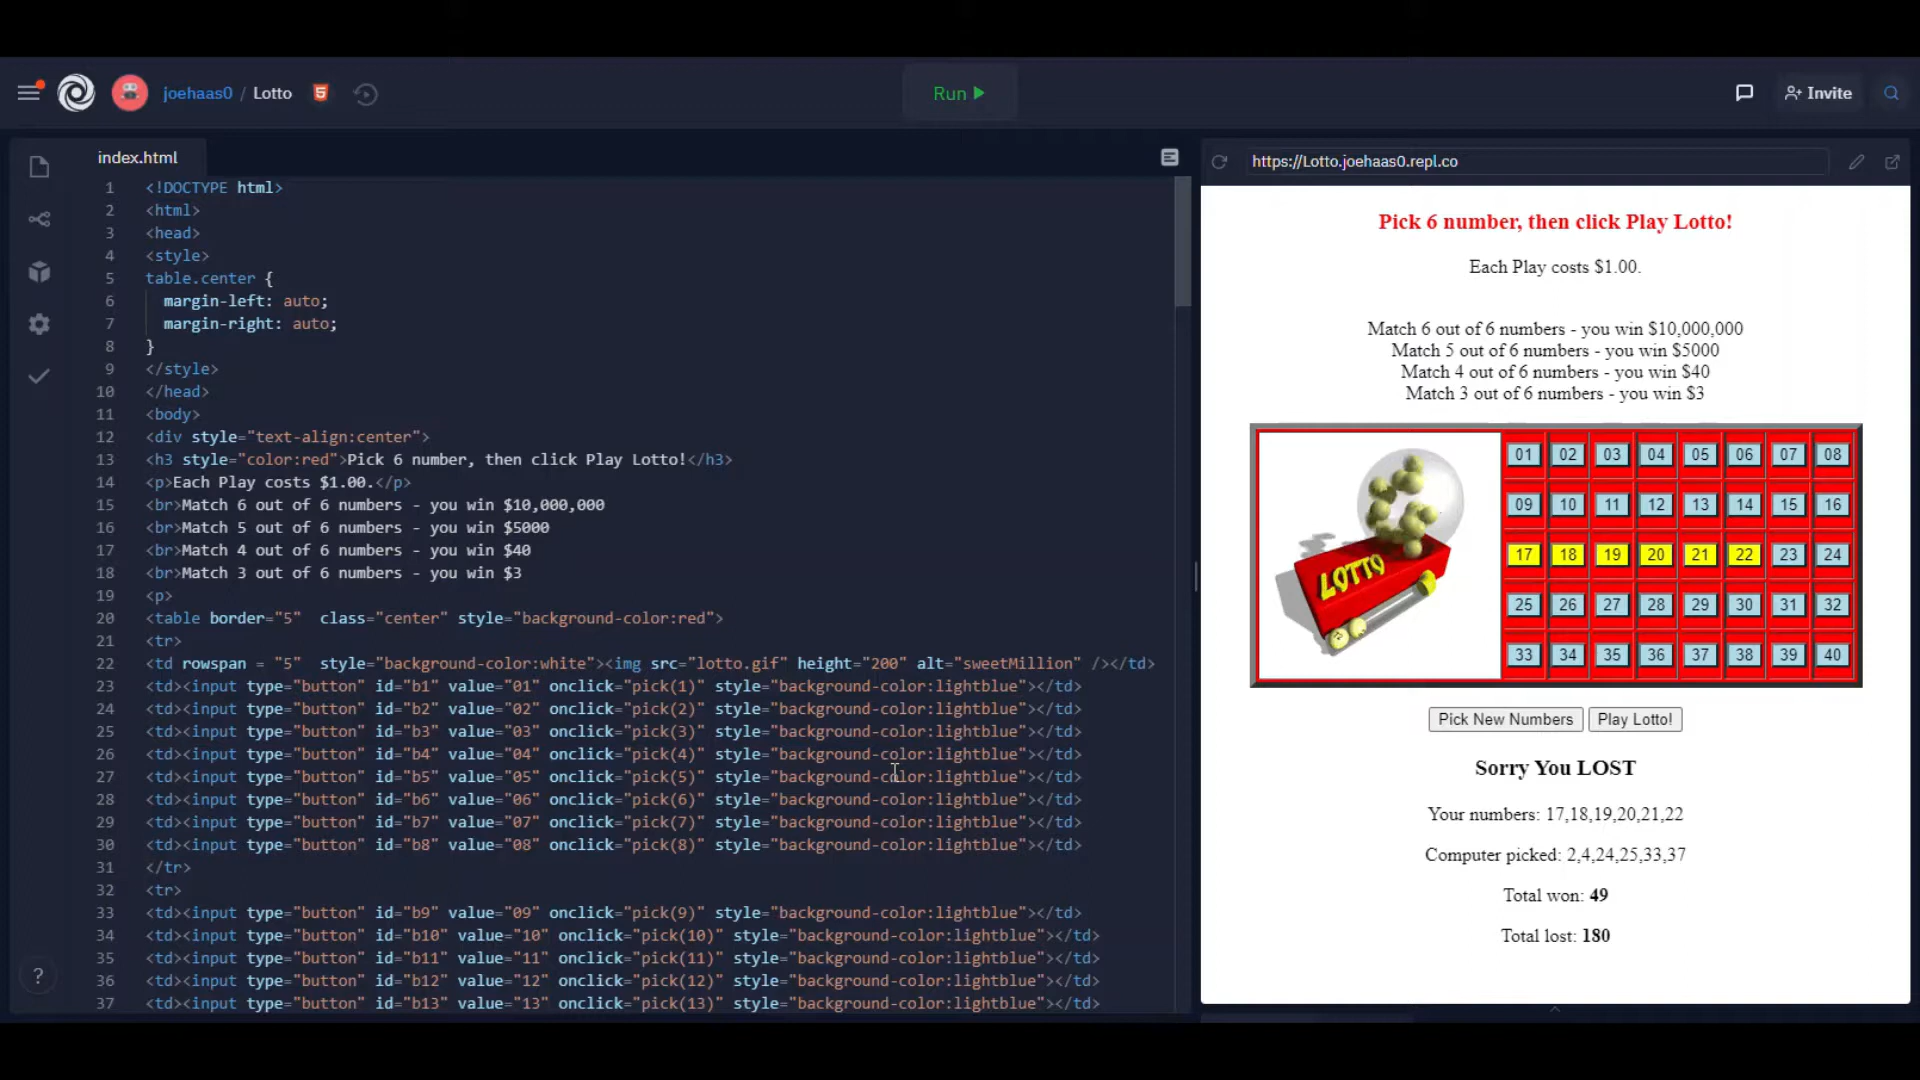 joehaas0 / Lotto
Run
Invite
index.html
1 <!DOCTYPE html>
2 <html>
3 <head>
4 <style>
5 table.center {
6 margin-left: auto;
7 margin-right: auto;
8 }
9 </style>
10 </head>
11 <body>
12 <div style="text-align:center">
13 <h3 style="color:red">Pick 6 number, then click Play Lotto!</h3>
14 <p>Each Play costs $1.00.</p>
15 <br>Match 6 out of 6 numbers - you win $10,000,000
16 <br>Match 5 out of 6 numbers - you win $5000
17 <br>Match 4 out of 6 numbers - you win $40
18 <br>Match 3 out of 6 numbers - you win $3
19 <p>
20 <table border="5"  class="center" style="background-color:red">
21 <tr>
22 <td rowspan = "5"  style="background-color:white"><img src="lotto.gif" height="200" alt="sweetMillion" /></td>
23 <td><input type="button" id="b1" value="01" onclick="pick(1)" style="background-color:lightblue"></td>
24 <td><input type="button" id="b2" value="02" onclick="pick(2)" style="background-color:lightblue"></td>
25 <td><input type="button" id="b3" value="03" onclick="pick(3)" style="background-color:lightblue"></td>
26 <td><input type="button" id="b4" value="04" onclick="pick(4)" style="background-color:lightblue"></td>
27 <td><input type="button" id="b5" value="05" onclick="pick(5)" style="background-color:lightblue"></td>
28 <td><input type="button" id="b6" value="06" onclick="pick(6)" style="background-color:lightblue"></td>
29 <td><input type="button" id="b7" value="07" onclick="pick(7)" style="background-color:lightblue"></td>
30 <td><input type="button" id="b8" value="08" onclick="pick(8)" style="background-color:lightblue"></td>
31 </tr>
32 <tr>
33 <td><input type="button" id="b9" value="09" onclick="pick(9)" style="background-color:lightblue"></td>
34 <td><input type="button" id="b10" value="10" onclick="pick(10)" style="background-color:lightblue"></td>
35 <td><input type="button" id="b11" value="11" onclick="pick(11)" style="background-color:lightblue"></td>
36 <td><input type="button" id="b12" value="12" onclick="pick(12)" style="background-color:lightblue"></td>
37 <td><input type="button" id="b13" value="13" onclick="pick(13)" style="background-color:lightblue"></td>
?
https://Lotto.joehaas0.repl.co
Pick 6 number, then click Play Lotto!
Each Play costs $1.00.
Match 6 out of 6 numbers - you win $10,000,000
Match 5 out of 6 numbers - you win $5000
Match 4 out of 6 numbers - you win $40
Match 3 out of 6 numbers - you win $3
LOTTO
01 02 03 04 05 06 07 08
09 10 11 12 13 14 15 16
17 18 19 20 21 22 23 24
25 26 27 28 29 30 31 32
33 34 35 36 37 38 39 40
Pick New Numbers Play Lotto!
Sorry You LOST
Your numbers: 17,18,19,20,21,22
Computer picked: 2,4,24,25,33,37
Total won: 49
Total lost: 180